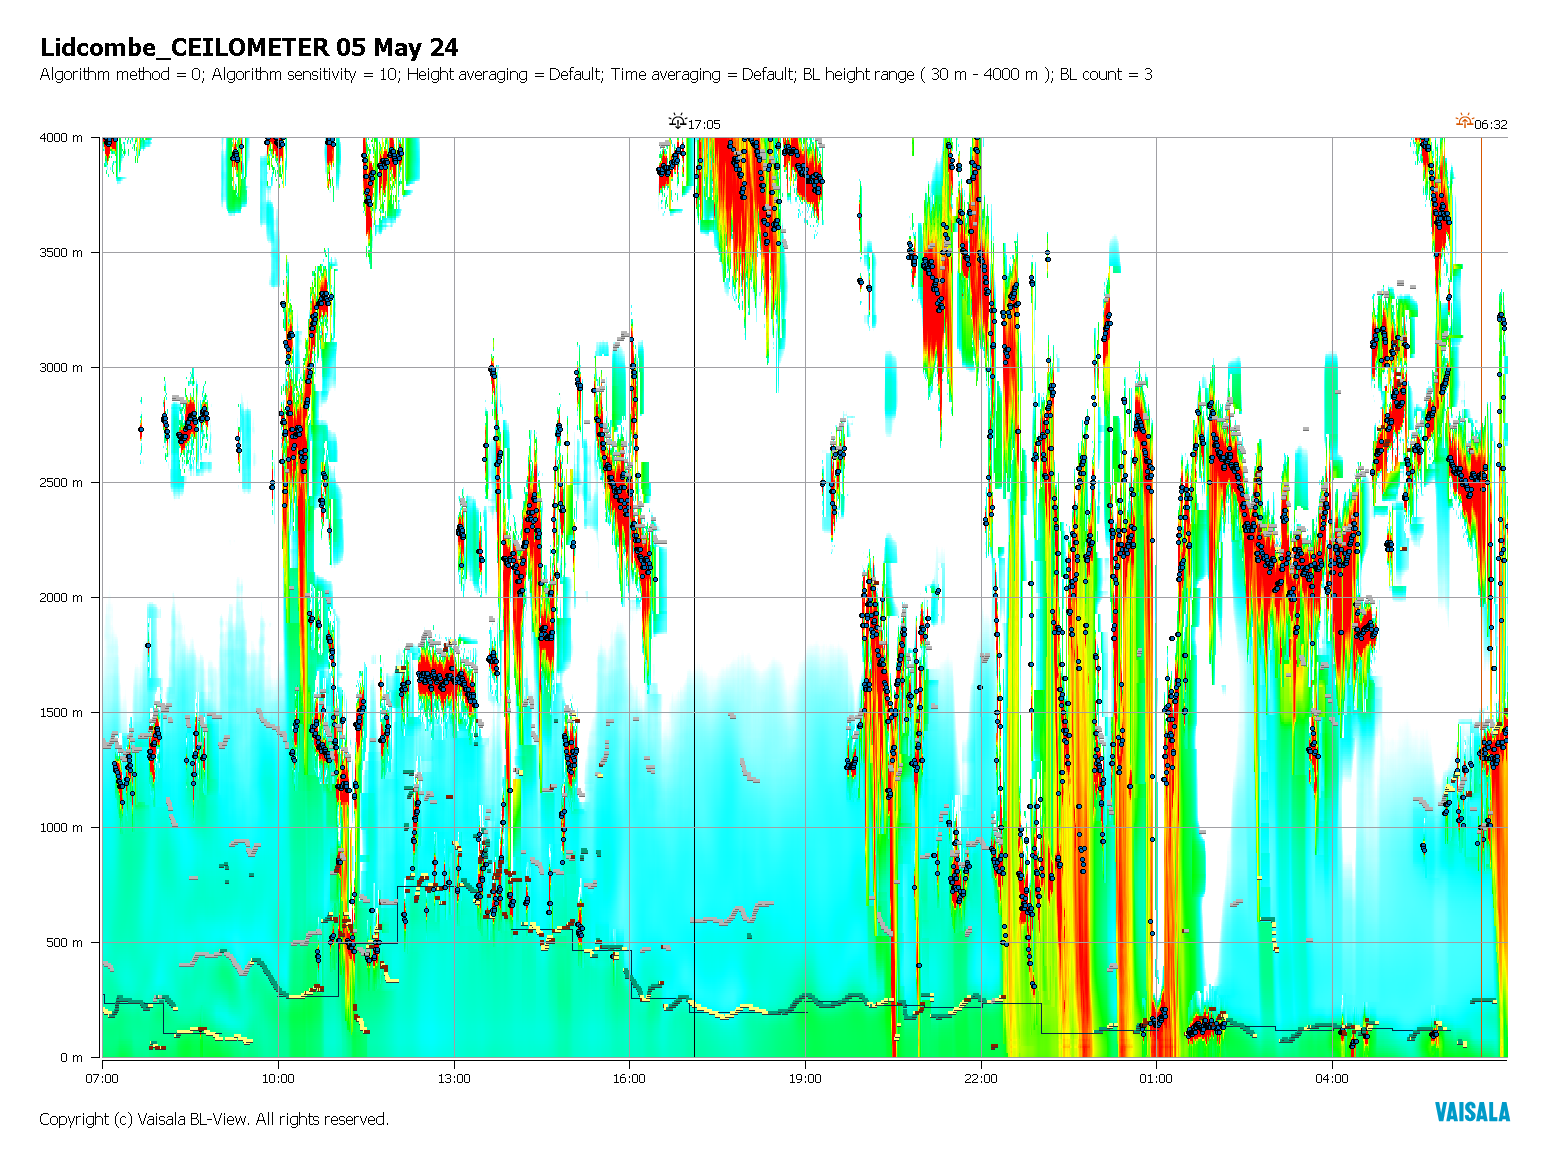 Lidcombe_CEILOMETER 05 May 24
Algorithm method = 0; Algorithm sensitivity = 10; Height averaging = Default; Time averaging = Default; BL height range ( 30 m - 4000 m ); BL count = 3
17:05
06:32
4000 m
3500 m
3000 m
2500 m
2000 m
1500 m
1000 m
500 m
0 m
07:00
10:00
13:00
16:00
19:00
22:00
01:00
04:00
Copyright (c) Vaisala BL-View. All rights reserved.
VAISALA